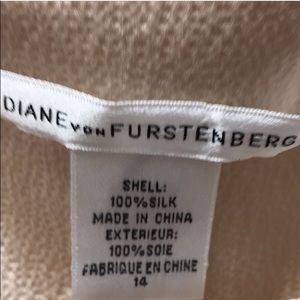 DIANE VON FURSTENBERG
SHELL:
100% SILK
MADE IN CHINA
EXTERIEUR:
100% SOIE
FABRIQUE EN CHINE
14